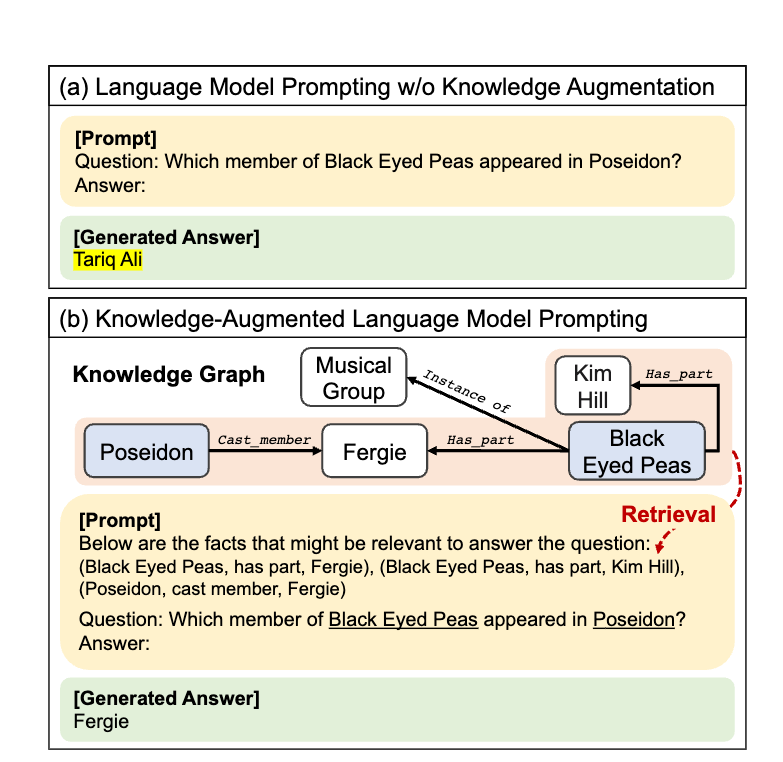 (a) Language Model Prompting w/o Knowledge Augmentation
[Prompt]
Question: Which member of Black Eyed Peas appeared in Poseidon?
Answer:
[Generated Answer]
Tariq Ali
(b) Knowledge-Augmented Language Model Prompting
Knowledge Graph
Musical
Group
Instance of
Kim
Hill
Has_part
Poseidon
Cast_member
Fergie
Has_part
Black
Eyed Peas
Retrieval
[Prompt]
Below are the facts that might be relevant to answer the question:
(Black Eyed Peas, has part, Fergie), (Black Eyed Peas, has part, Kim Hill),
(Poseidon, cast member, Fergie)
Question: Which member of Black Eyed Peas appeared in Poseidon?
Answer:
[Generated Answer]
Fergie